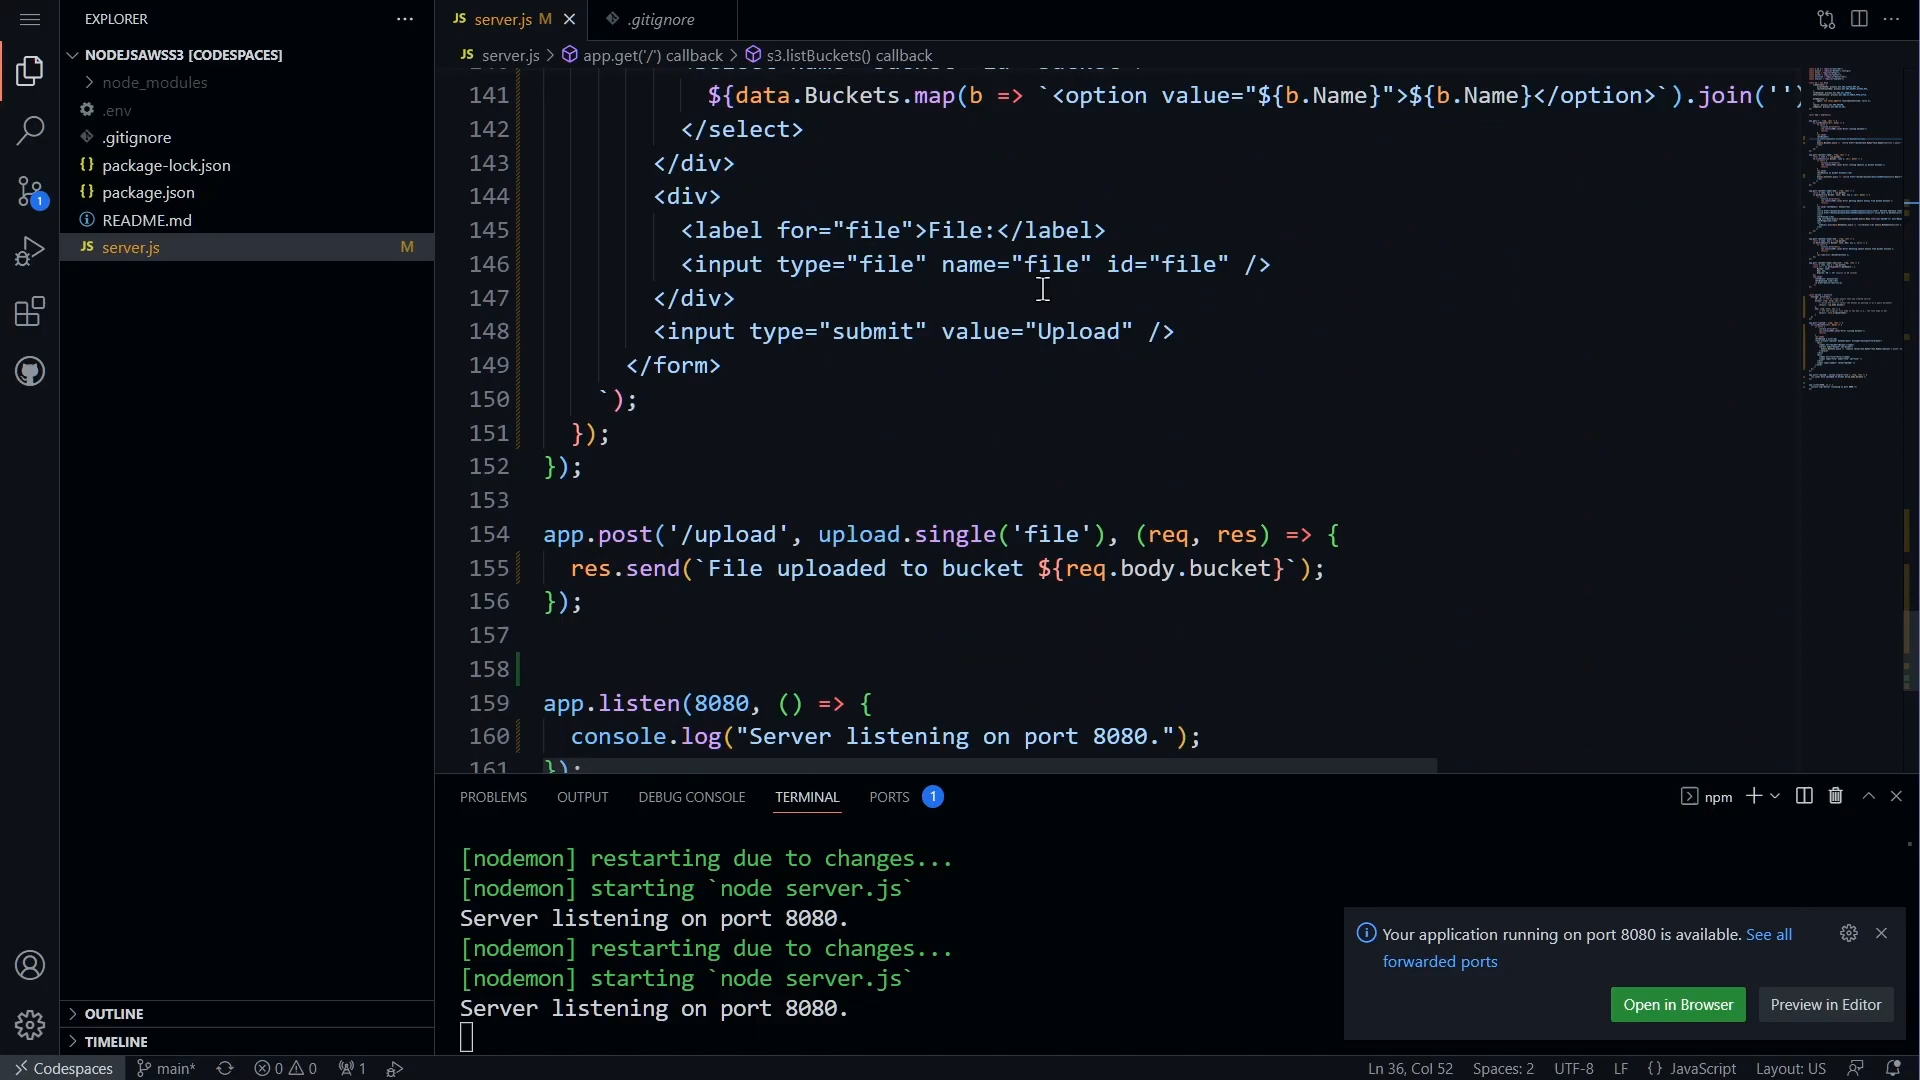 EXPLORER
NODEJSAWSS3 [CODESPACES]
node_modules
.env
.gitignore
package-lock.json
package.json
README.md
JS server.js M
OUTLINE
TIMELINE
JS server.js M
.gitignore
JS server.js > app.get('/') callback > s3.listBuckets() callback
141 ${data.Buckets.map(b => `<option value="${b.Name}">${b.Name}</option>`).join('')
142 </select>
143 </div>
144 <div>
145 <label for="file">File:</label>
146 <input type="file" name="file" id="file" />
147 </div>
148 <input type="submit" value="Upload" />
149 </form>
150 `);
151 });
152 });
153
154 app.post('/upload', upload.single('file'), (req, res) => {
155 res.send(`File uploaded to bucket ${req.body.bucket}`);
156 });
157
158
159 app.listen(8080, () => {
160 console.log("Server listening on port 8080.");
161 });
PROBLEMS OUTPUT DEBUG CONSOLE TERMINAL PORTS 1
npm
[nodemon] restarting due to changes...
[nodemon] starting `node server.js`
Server listening on port 8080.
[nodemon] restarting due to changes...
[nodemon] starting `node server.js`
Server listening on port 8080.
Your application running on port 8080 is available. See all
forwarded ports
Open in Browser
Preview in Editor
1
Codespaces main* 0 0 1
Ln 36, Col 52 Spaces: 2 UTF-8 LF {} JavaScript Layout: US